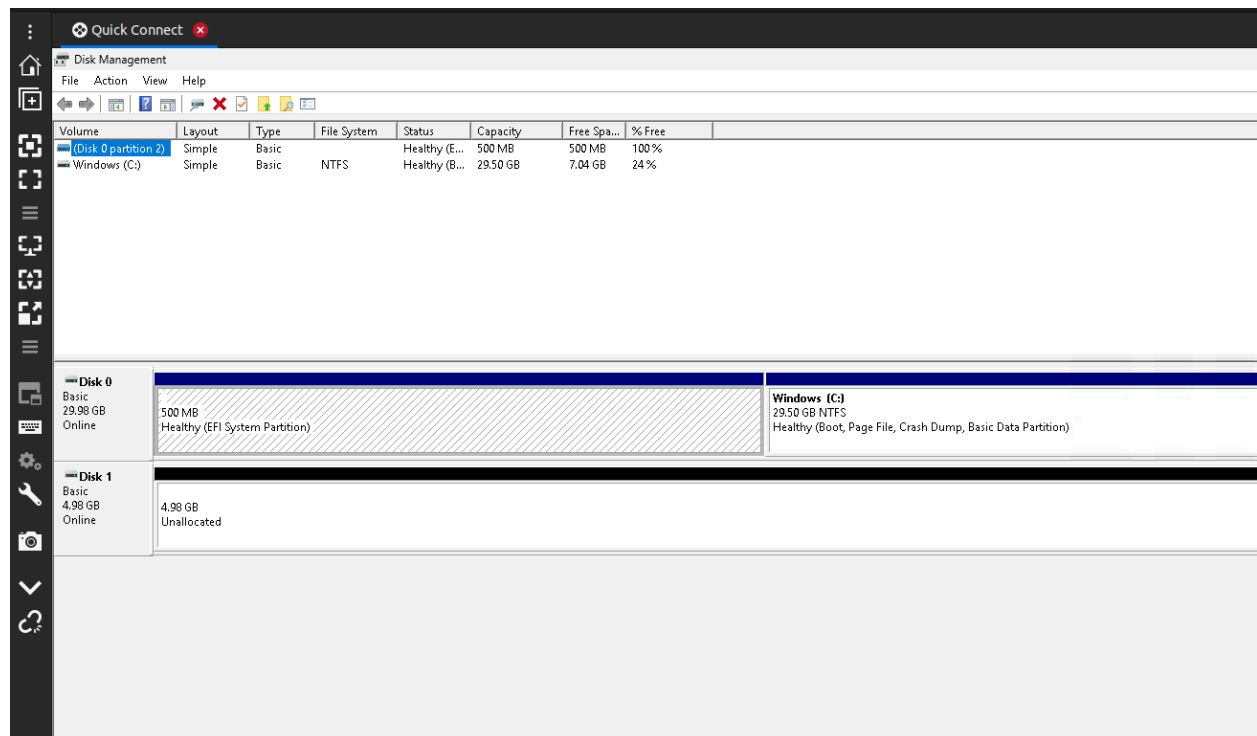 Quick Connect
Disk Management
File Action View Help
Volume Layout Type File System Status Capacity Free Spa... % Free
(Disk 0 partition 2) Simple Basic Healthy (E... 500 MB 500 MB 100 %
Windows (C:) Simple Basic NTFS Healthy (B... 29.50 GB 7.04 GB 24 %
Disk 0
Basic
29.98 GB
Online
500 MB
Healthy (EFI System Partition)
Windows (C:)
29.50 GB NTFS
Healthy (Boot, Page File, Crash Dump, Basic Data Partition)
Disk 1
Basic
4.98 GB
Online
4.98 GB
Unallocated